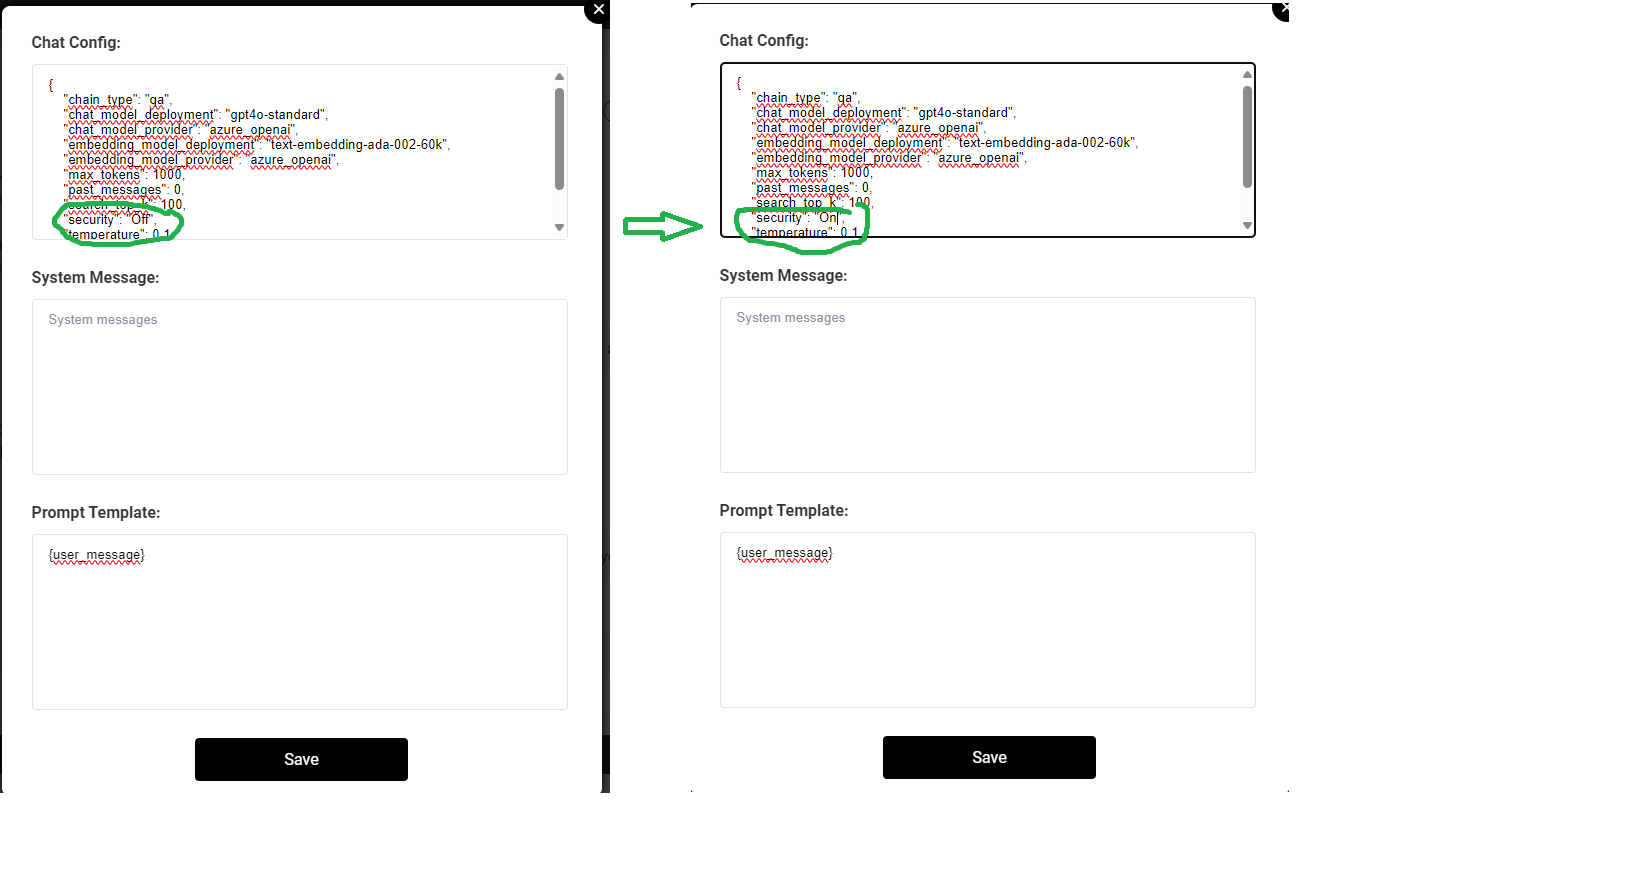 Chat Config:
{
"chain_type": "qa",
"chat_model_deployment": "gpt4o-standard",
"chat_model_provider": "azure_openai",
"embedding_model_deployment": "text-embedding-ada-002-60k",
"embedding_model_provider": "azure_openai",
"max_tokens": 1000,
"past_messages": 0,
"search_top_k": 100,
"security": "Off",
"temperature": 0.1
System Message:
System messages
Prompt Template:
{user_message}
Save
Chat Config:
{
"chain_type": "qa",
"chat_model_deployment": "gpt4o-standard",
"chat_model_provider": "azure_openai",
"embedding_model_deployment": "text-embedding-ada-002-60k",
"embedding_model_provider": "azure_openai",
"max_tokens": 1000,
"past_messages": 0,
"search_top_k": 100,
"security": "On",
"temperature": 0.1
System Message:
System messages
Prompt Template:
{user_message}
Save